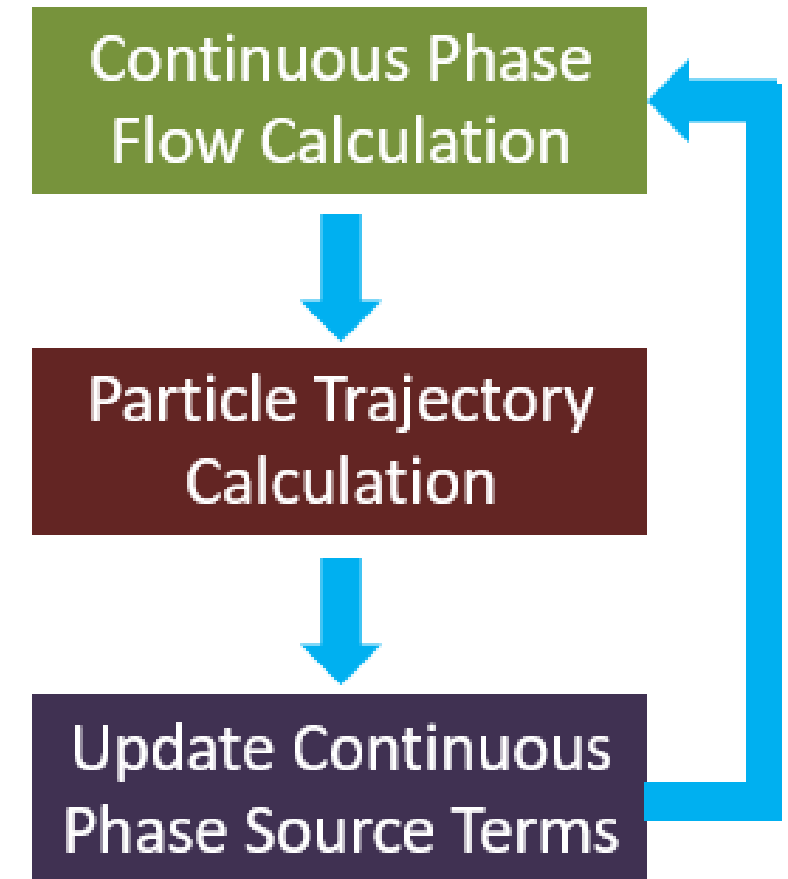 Continuous Phase
Flow Calculation
Particle Trajectory
Calculation
Update Continuous
Phase Source Terms